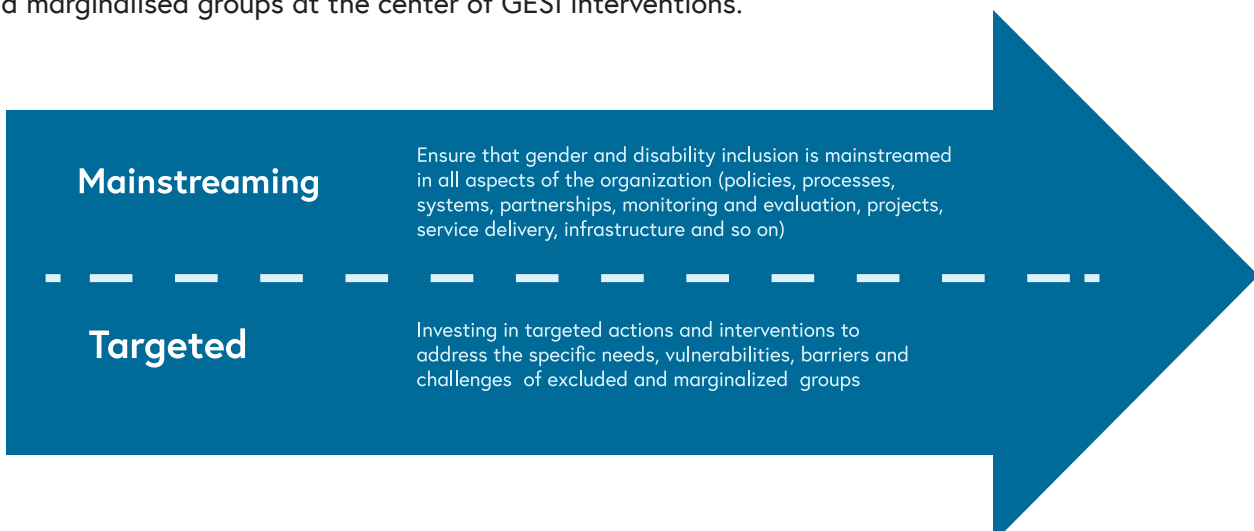 d marginalised groups at the center of GESI interventions.
Mainstreaming
Ensure that gender and disability inclusion is mainstreamed
in all aspects of the organization (policies, processes,
systems, partnerships, monitoring and evaluation, projects,
service delivery, infrastructure and so on)
Targeted
Investing in targeted actions and interventions to
address the specific needs, vulnerabilities, barriers and
challenges of excluded and marginalized groups